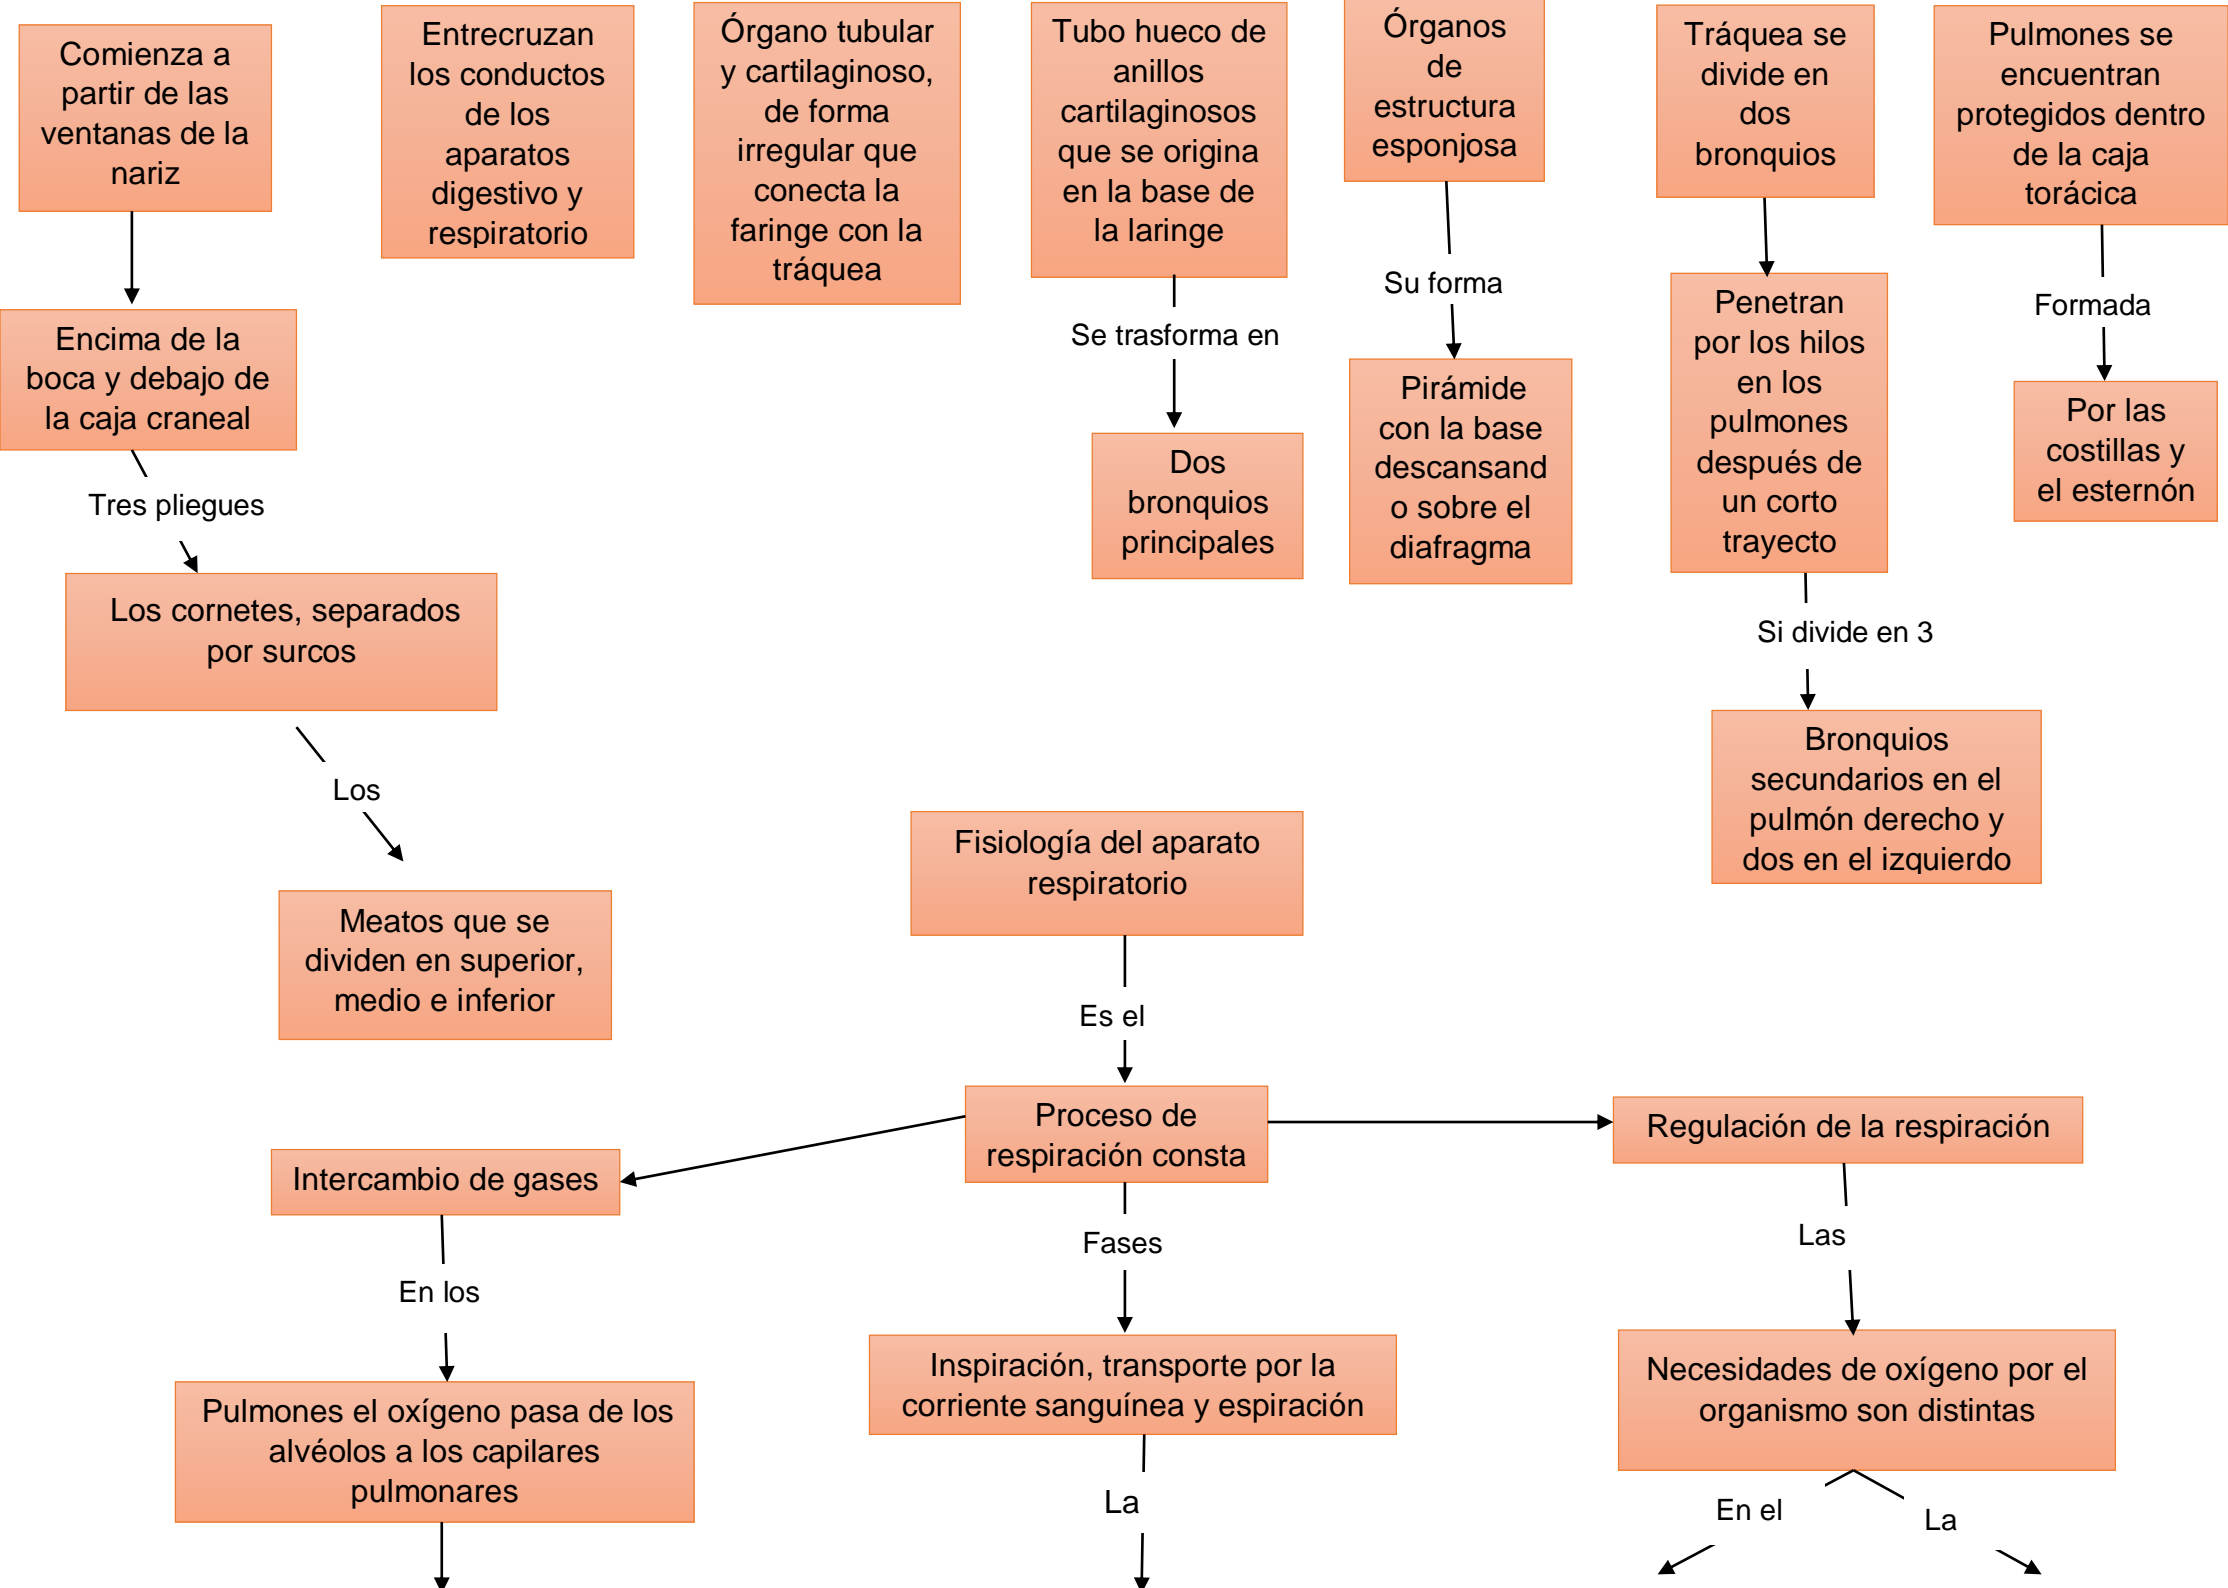 Comienza a
partir de las
ventanas de la
nariz
Encima de la
boca y debajo de
la caja craneal
Tres pliegues
Los cornetes, separados
por surcos
Los
Meatos que se
dividen en superior,
medio e inferior
Entrecruzan
los conductos
de los
aparatos
digestivo y
respiratorio
Órgano tubular
y cartilaginoso,
de forma
irregular que
conecta la
faringe con la
tráquea
Tubo hueco de
anillos
cartilaginosos
que se origina
en la base de
la laringe
Se trasforma en
Dos
bronquios
principales
Órganos
de
estructura
esponjosa
Su forma
Pirámide
con la base
descansand
o sobre el
diafragma
Tráquea se
divide en
dos
bronquios
Penetran
por los hilos
en los
pulmones
después de
un corto
trayecto
Si divide en 3
Bronquios
secundarios en el
pulmón derecho y
dos en el izquierdo
Pulmones se
encuentran
protegidos dentro
de la caja
torácica
Formada
Por las
costillas y
el esternón
Fisiología del aparato
respiratorio
Es el
Proceso de
respiración consta
Intercambio de gases
En los
Pulmones el oxígeno pasa de los
alvéolos a los capilares
pulmonares
Fases
Inspiración, transporte por la
corriente sanguínea y espiración
La
Regulación de la respiración
Las
Necesidades de oxígeno por el
organismo son distintas
En el
La